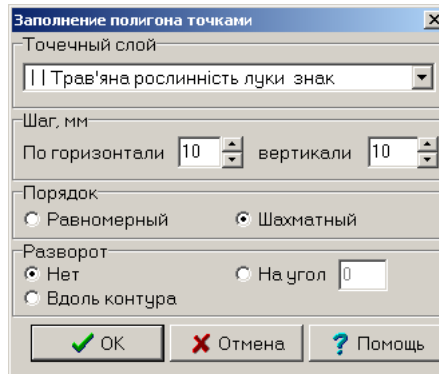 Заполнение полигона точками
Точечный слой
| | Трав'яна рослинність луки знак
Шаг, мм
По горизонтали 10 вертикали 10
Порядок
Равномерный Шахматный
Разворот
Нет На угол 0
Вдоль контура
OK Отмена ? Помощь